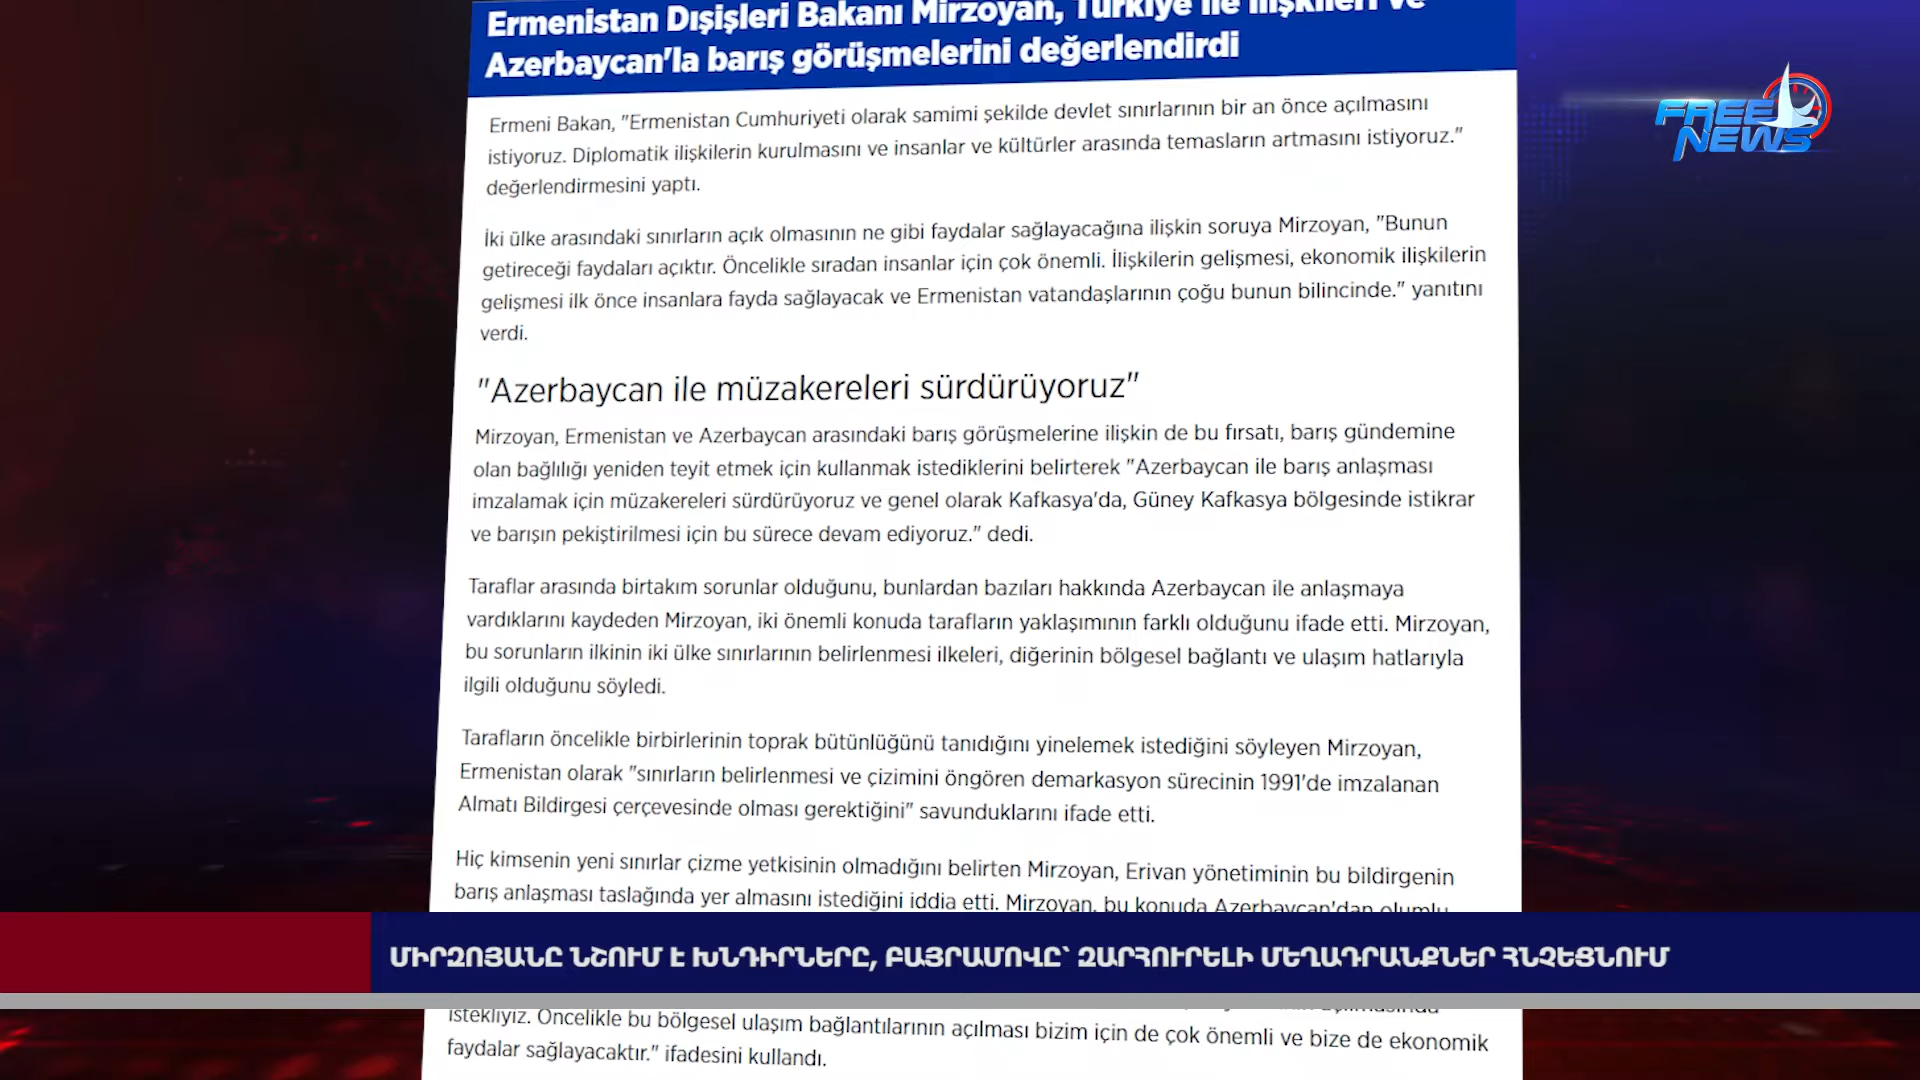 Ermenistan Dışişleri Bakanı Mirzoyan, Türkiye ile ilişkileri ve
Azerbaycan'la barış görüşmelerini değerlendirdi
FREE
NEWS
Ermeni Bakan, "Ermenistan Cumhuriyeti olarak samimi şekilde devlet sınırlarının bir an önce açılmasını
istiyoruz. Diplomatik ilişkilerin kurulmasını ve insanlar ve kültürler arasında temasların artmasını istiyoruz."
değerlendirmesini yaptı.
İki ülke arasındaki sınırların açık olmasının ne gibi faydalar sağlayacağına ilişkin soruya Mirzoyan, "Bunun
getireceği faydaları açıktır. Öncelikle sıradan insanlar için çok önemli. İlişkilerin gelişmesi, ekonomik ilişkilerin
gelişmesi ilk önce insanlara fayda sağlayacak ve Ermenistan vatandaşlarının çoğu bunun bilincinde." yanıtını
verdi.
"Azerbaycan ile müzakereleri sürdürüyoruz"
Mirzoyan, Ermenistan ve Azerbaycan arasındaki barış görüşmelerine ilişkin de bu fırsatı, barış gündemine
olan bağlılığı yeniden teyit etmek için kullanmak istediklerini belirterek "Azerbaycan ile barış anlaşması
imzalamak için müzakereleri sürdürüyoruz ve genel olarak Kafkasya'da, Güney Kafkasya bölgesinde istikrar
ve barışın pekiştirilmesi için bu sürece devam ediyoruz." dedi.
Taraflar arasında birtakım sorunlar olduğunu, bunlardan bazıları hakkında Azerbaycan ile anlaşmaya
vardıklarını kaydeden Mirzoyan, iki önemli konuda tarafların yaklaşımının farklı olduğunu ifade etti. Mirzoyan,
bu sorunların ilkinin iki ülke sınırlarının belirlenmesi ilkeleri, diğerinin bölgesel bağlantı ve ulaşım hatlarıyla
ilgili olduğunu söyledi.
Tarafların öncelikle birbirlerinin toprak bütünlüğünü tanıdığını yinelemek istediğini söyleyen Mirzoyan,
Ermenistan olarak "sınırların belirlenmesi ve çizimini öngören demarkasyon sürecinin 1991'de imzalanan
Almatı Bildirgesi çerçevesinde olması gerektiğini" savunduklarını ifade etti.
Hiç kimsenin yeni sınırlar çizme yetkisinin olmadığını belirten Mirzoyan, Erivan yönetiminin bu bildirgenin
barış anlaşması taslağında yer almasını istediğini iddia etti. Mirzoyan, bu konuda Azerbaycan'dan olumlu
ՄԻՐԶՈՅԱՆԸ ՆՇՈՒՄ Է ԽՆԴԻՐՆԵՐԸ, ԲԱՅՐԱՄՈՎԸ՝ ԶԱՐՀՈՒՐԵԼԻ ՄԵՂԱԴՐԱՆՔՆԵՐ ՀՆՉԵՑՆՈՒՄ
istekliyiz. Öncelikle bu bölgesel ulaşım bağlantılarının açılması bizim için de çok önemli ve bize de ekonomik
faydalar sağlayacaktır." ifadesini kullandı.